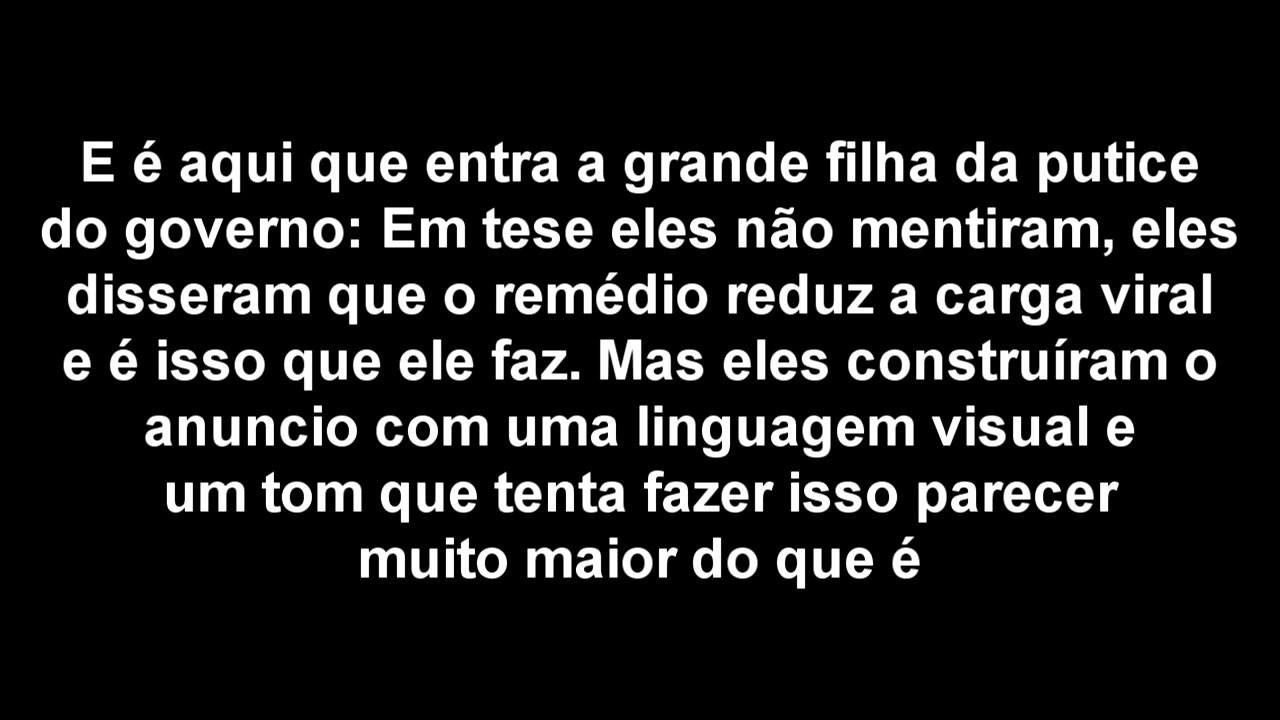 E é aqui que entra a grande filha da putice
do governo: Em tese eles não mentiram, eles
disseram que o remédio reduz a carga viral
e é isso que ele faz. Mas eles construíram o
anuncio com uma linguagem visual e
um tom que tenta fazer isso parecer
muito maior do que é